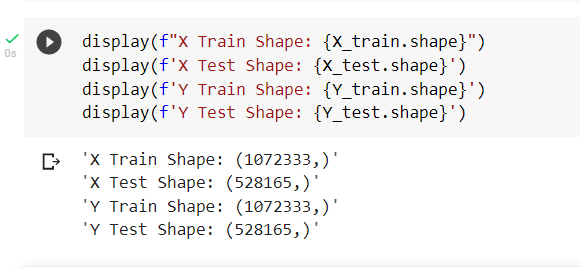 display(f"X Train Shape: {X_train.shape}")
0s
display(f'X Test Shape: {X_test.shape}')
display(f'Y Train Shape: {Y_train.shape}')
display(f'Y Test Shape: {Y_test.shape}')
'X Train Shape: (1072333,)'
'X Test Shape: (528165,)'
'Y Train Shape: (1072333,)'
'Y Test Shape: (528165,)'